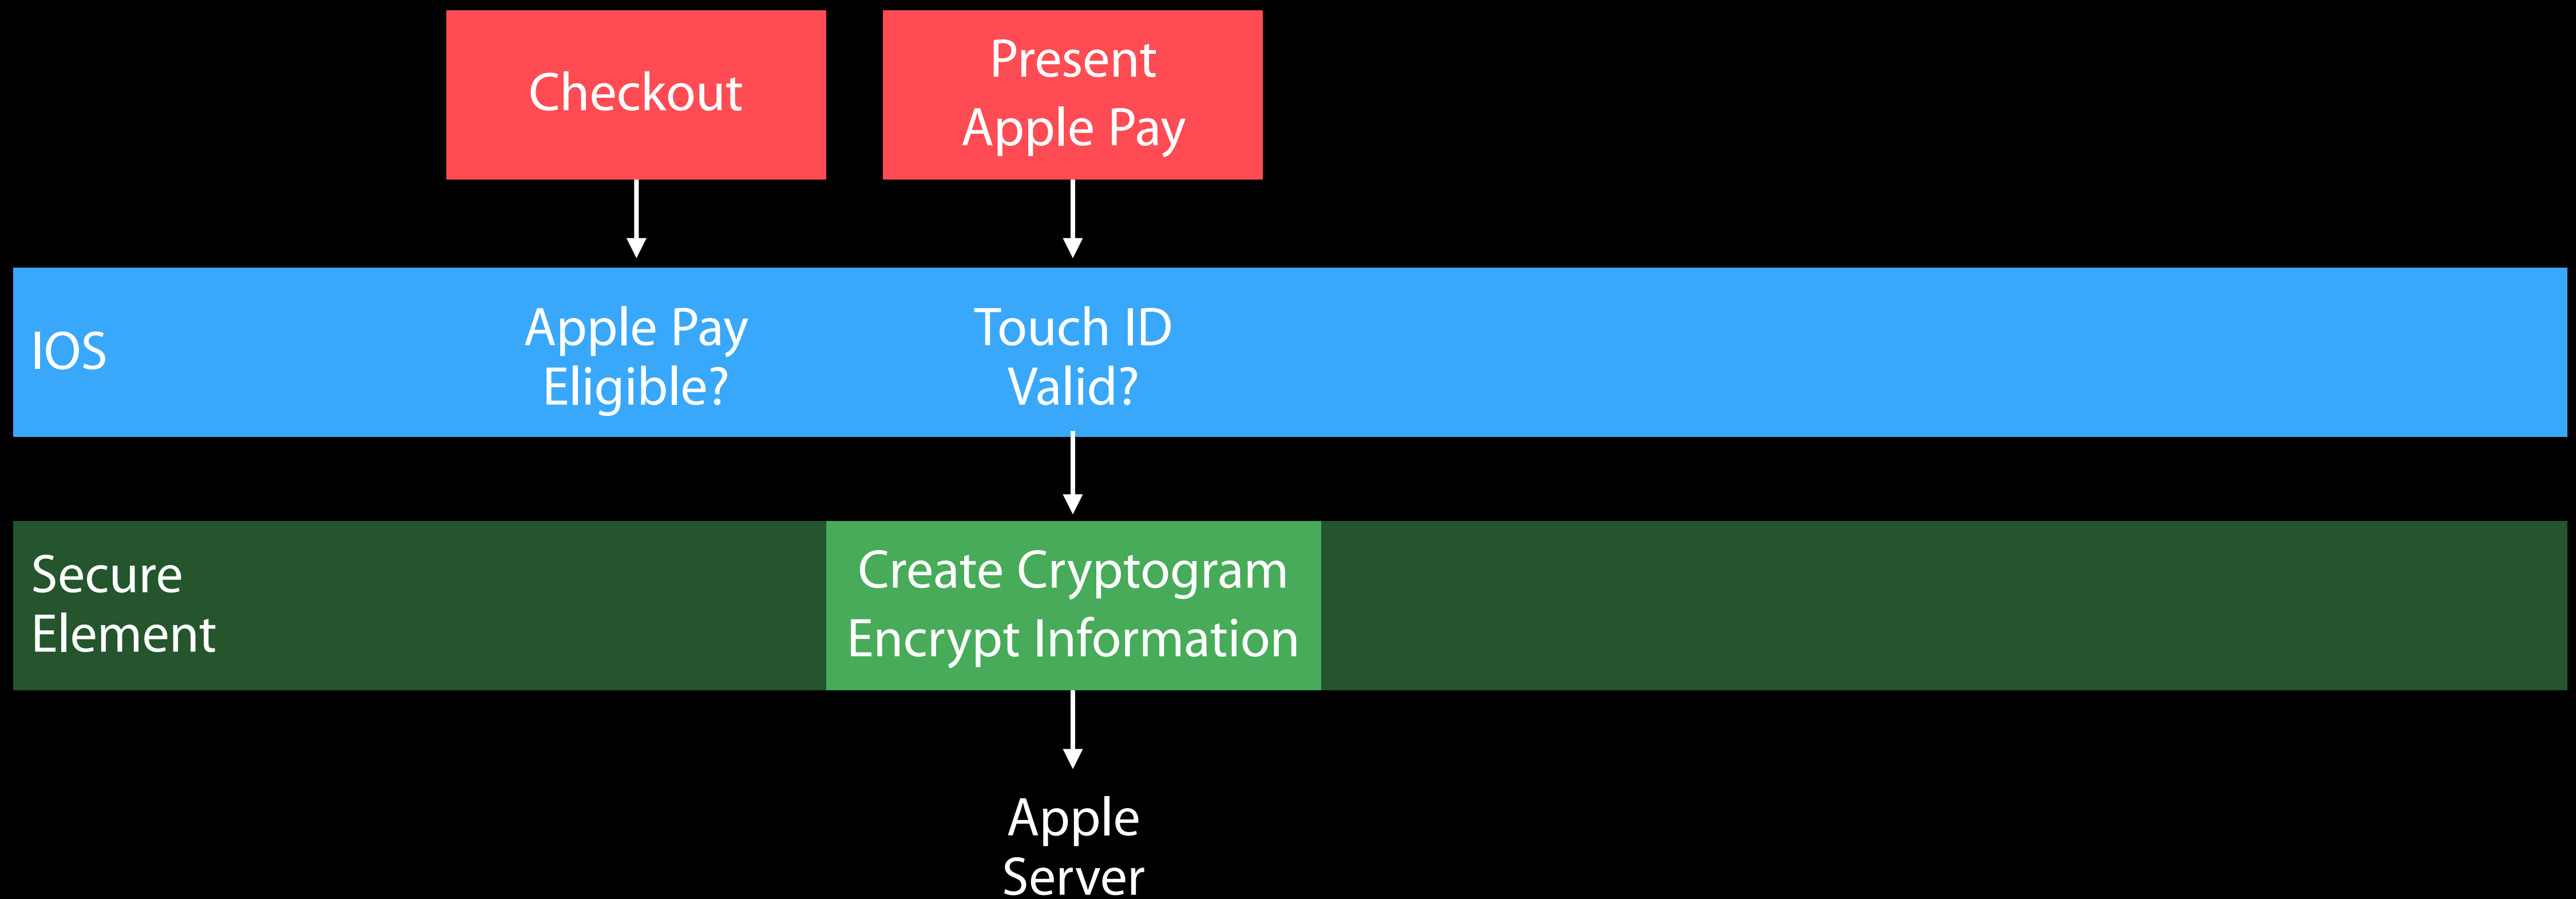 Checkout
Present
Apple Pay
IOS
Apple Pay
Eligible?
Touch ID
Valid?
Secure
Element
Create Cryptogram
Encrypt Information
Apple
Server